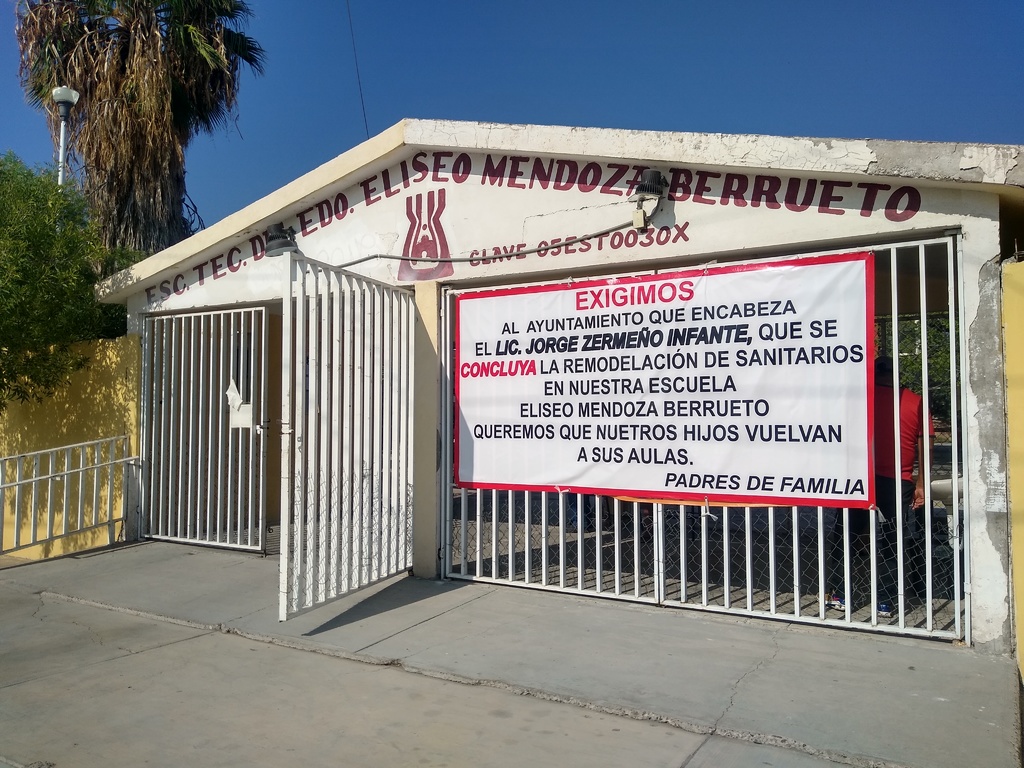 ESC. TEC. DEL EDO. ELISEO MENDOZA BERRUETO
CLAVE 05EST0030X
EXIGIMOS
AL AYUNTAMIENTO QUE ENCABEZA
EL LIC. JORGE ZERMEÑO INFANTE, QUE SE
CONCLUYA LA REMODELACIÓN DE SANITARIOS
EN NUESTRA ESCUELA
ELISEO MENDOZA BERRUETO
QUEREMOS QUE NUETROS HIJOS VUELVAN
A SUS AULAS.
PADRES DE FAMILIA